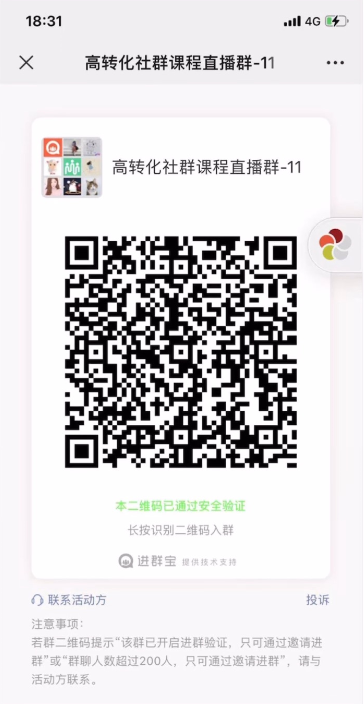 18:31
4G
高转化社群课程直播群-11
高转化社群课程直播群-11
本二维码已通过安全验证
长按识别二维码入群
进群宝 提供技术支持
联系活动方
投诉
注意事项：
若群二维码提示“该群已开启进群验证，只可通过邀请进
群”或“群聊人数超过200人，只可通过邀请进群”，请与
活动方联系。